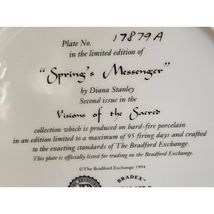 Plate No. 17879A
in the limited edition of
"Spring's Messenger"
by Diana Stanley
Second issue in the
Visions of the Sacred
collection which is produced on hard-fire porcelain
in an edition limited to a maximum of 95 firing days and crafted
to the exacting standards of The Bradford Exchange.
This plate is officially listed for trading on the Bradford Exchange.
©The Bradford Exchange 1994
BRADEX-